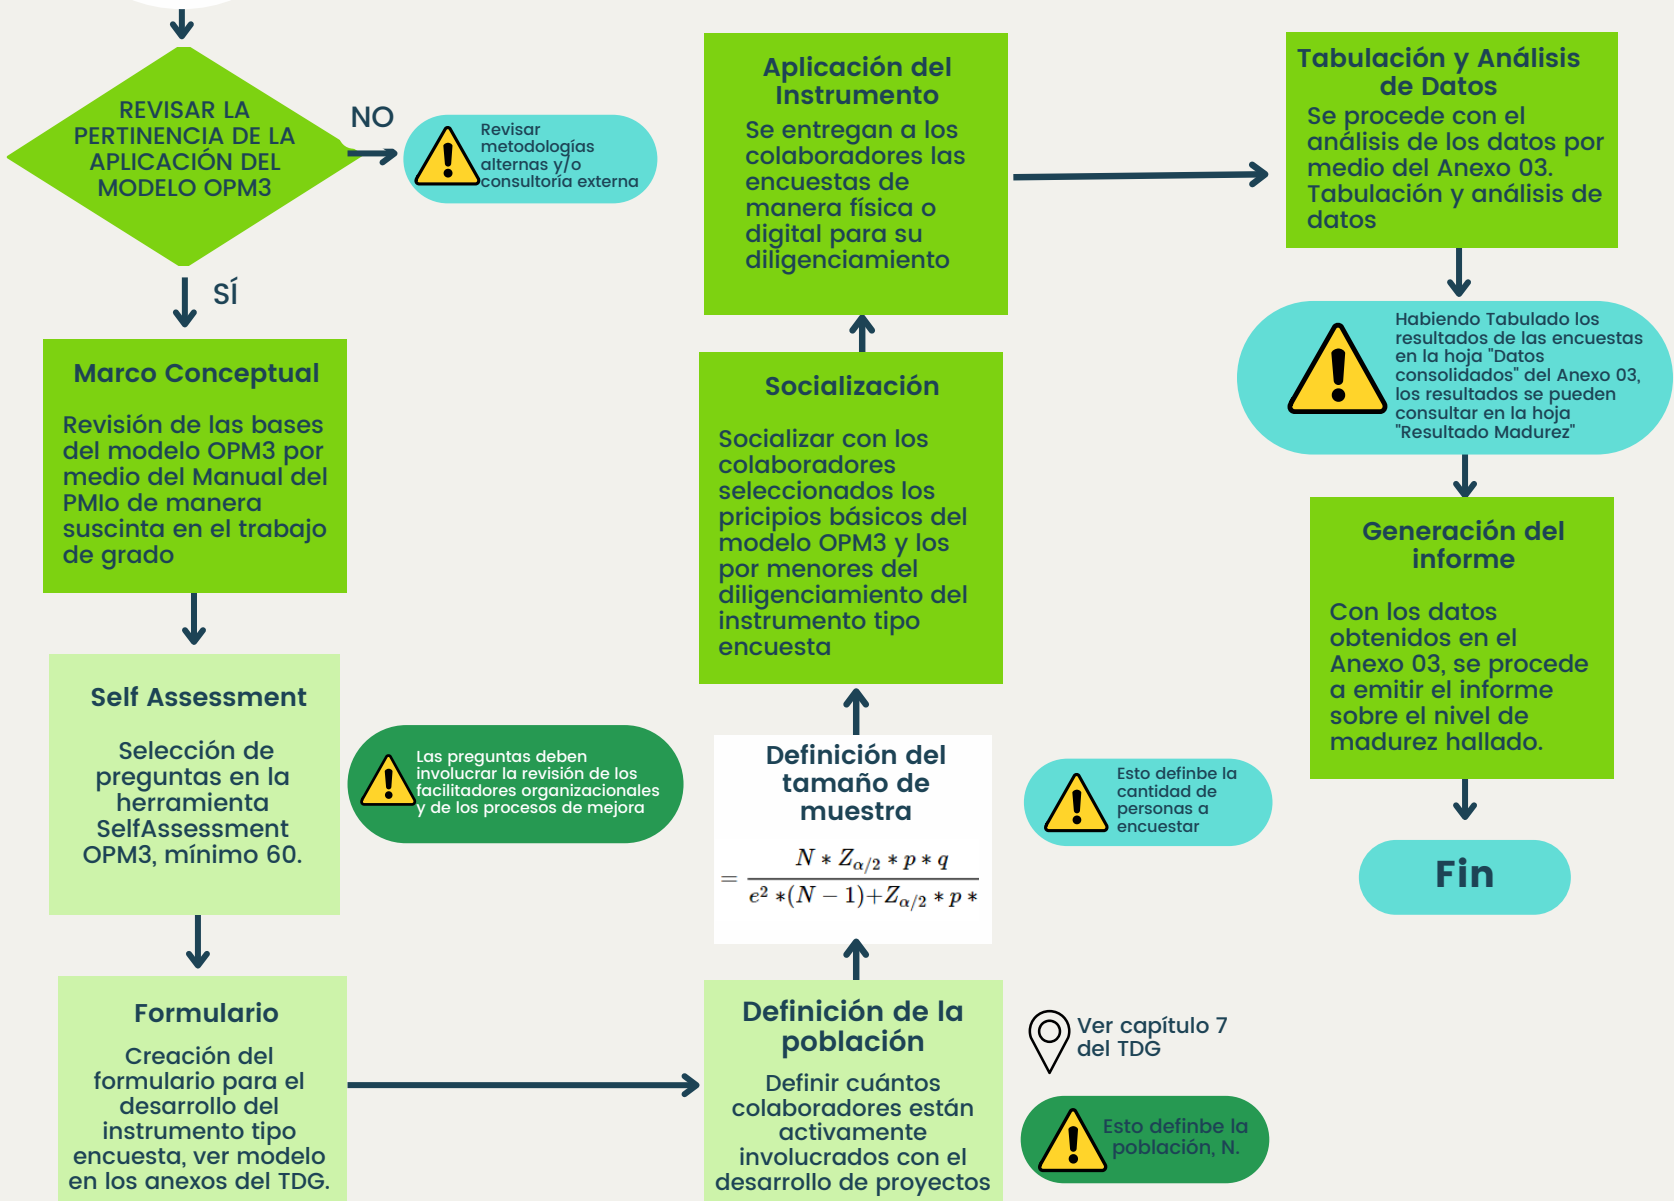 REVISAR LA
PERTINENCIA DE LA
APLICACIÓN DEL
MODELO OPM3
NO
Revisar
metodologías
alternas y/o
consultoría externa
SÍ
Marco Conceptual
Revisión de las bases
del modelo OPM3 por
medio del Manual del
PMIo de manera
suscinta en el trabajo
de grado
Self Assessment
Selección de
preguntas en la
herramienta
SelfAssessment
OPM3, mínimo 60.
Las preguntas deben
involucrar la revisión de los
facilitadores organizacionales
y de los procesos de mejora
Formulario
Creación del
formulario para el
desarrollo del
instrumento tipo
encuesta, ver modelo
en los anexos del TDG.
Definición de la
población
Definir cuántos
colaboradores están
activamente
involucrados con el
desarrollo de proyectos
Ver capítulo 7
del TDG
Esto definbe la
población, N.
Definición del
tamaño de
muestra
N ∗ Z_{α/2} ∗ p ∗ q
=
e² ∗(N − 1)+Z_{α/2} ∗ p ∗
Esto definbe la
cantidad de
personas a
encuestar
Socialización
Socializar con los
colaboradores
seleccionados los
pricipios básicos del
modelo OPM3 y los
por menores del
diligenciamiento del
instrumento tipo
encuesta
Aplicación del
Instrumento
Se entregan a los
colaboradores las
encuestas de
manera física o
digital para su
diligenciamiento
Tabulación y Análisis
de Datos
Se procede con el
análisis de los datos por
medio del Anexo 03.
Tabulación y análisis de
datos
Habiendo Tabulado los
resultados de las encuestas
en la hoja "Datos
consolidados" del Anexo 03,
los resultados se pueden
consultar en la hoja
"Resultado Madurez"
Generación del
informe
Con los datos
obtenidos en el
Anexo 03, se procede
a emitir el informe
sobre el nivel de
madurez hallado.
Fin